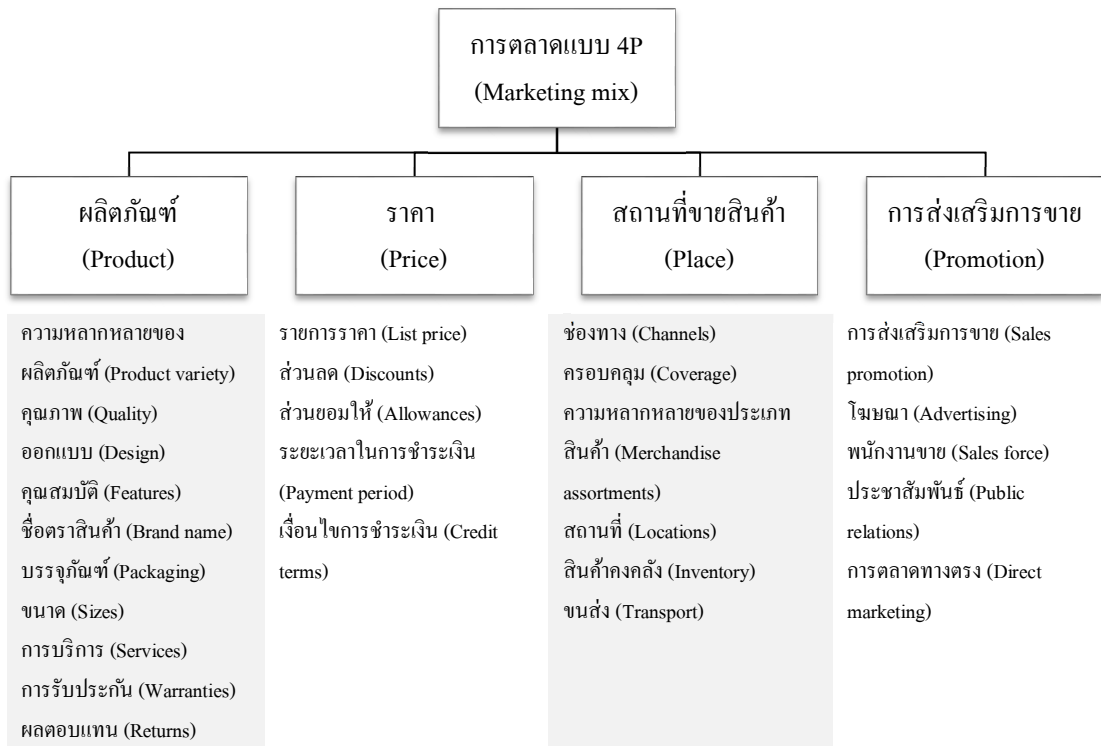 การตลาดแบบ 4P
(Marketing mix)
ผลิตภัณฑ์
(Product)
ราคา
(Price)
สถานที่ขายสินค้า
(Place)
การส่งเสริมการขาย
(Promotion)
ความหลากหลายของ
ผลิตภัณฑ์ (Product variety)
คุณภาพ (Quality)
ออกแบบ (Design)
คุณสมบัติ (Features)
ชื่อตราสินค้า (Brand name)
บรรจุภัณฑ์ (Packaging)
ขนาด (Sizes)
การบริการ (Services)
การรับประกัน (Warranties)
ผลตอบแทน (Returns)
รายการราคา (List price)
ส่วนลด (Discounts)
ส่วนยอมให้ (Allowances)
ระยะเวลาในการชำระเงิน
(Payment period)
เงื่อนไขการชำระเงิน (Credit
terms)
ช่องทาง (Channels)
ครอบคลุม (Coverage)
ความหลากหลายของประเภท
สินค้า (Merchandise
assortments)
สถานที่ (Locations)
สินค้าคงคลัง (Inventory)
ขนส่ง (Transport)
การส่งเสริมการขาย (Sales
promotion)
โฆษณา (Advertising)
พนักงานขาย (Sales force)
ประชาสัมพันธ์ (Public
relations)
การตลาดทางตรง (Direct
marketing)